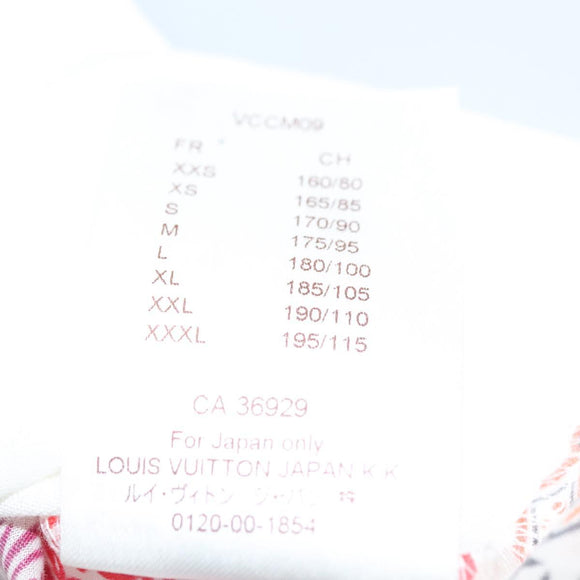 VCCM09
FR CH
XXS 160/80
XS 165/85
S 170/90
M 175/95
L 180/100
XL 185/105
XXL 190/110
XXXL 195/115
CA 36929
For Japan only
LOUIS VUITTON JAPAN K.K.
ルイ・ヴィトン ジャパン
0120-00-1854